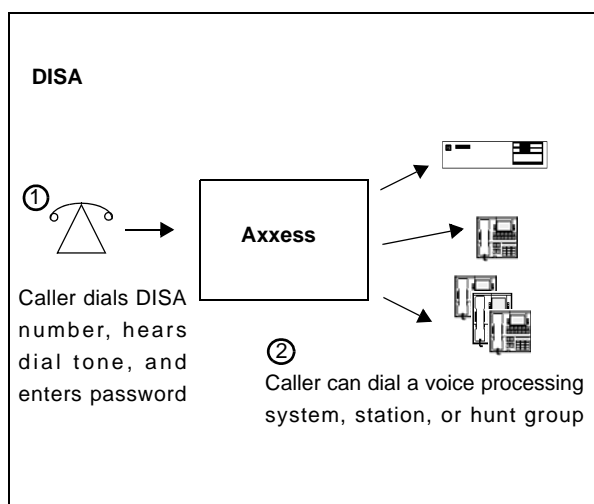 DISA
1
Axxess
Caller dials DISA
number, hears
dial tone, and
enters password
2
Caller can dial a voice processing
system, station, or hunt group